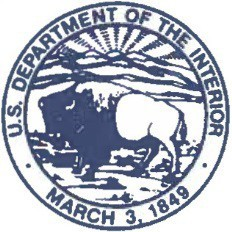 U.S. DEPARTMENT OF THE INTERIOR
MARCH 3, 1849